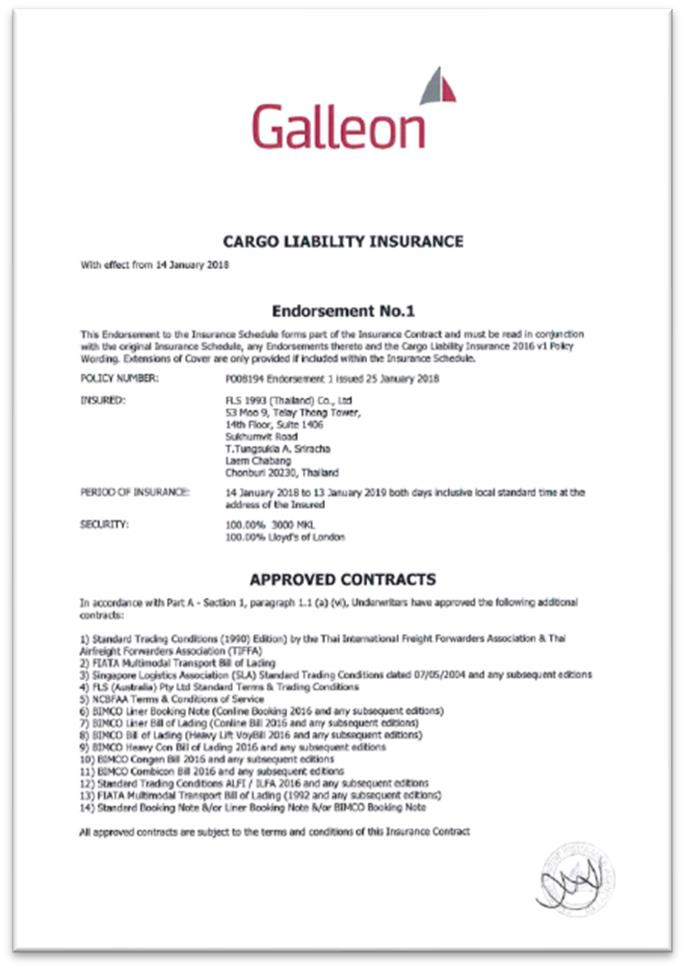 Galleon
CARGO LIABILITY INSURANCE
With effect from 14 January 2018
Endorsement No.1
This Endorsement to the Insurance Schedule forms part of the Insurance Contract and must be read in conjunction
with the original Insurance Schedule, any Endorsements thereto and the Cargo Liability Insurance 2016 v1 Policy
Wording. Extensions of Cover are only provided if included within the Insurance Schedule.
POLICY NUMBER: P008194 Endorsement 1 issued 25 January 2018
INSURED: FLS 1993 (Thailand) Co., Ltd
53 Moo 9, Telay Thong Tower,
14th Floor, Suite 1406
Sukhumvit Road
T.Tungsukla A. Sriracha
Laem Chabang
Chonburi 20230, Thailand
PERIOD OF INSURANCE: 14 January 2018 to 13 January 2019 both days inclusive local standard time at the
address of the Insured
SECURITY: 100.00% 3000 MKL
100.00% Lloyd's of London
APPROVED CONTRACTS
In accordance with Part A - Section 1, paragraph 1.1 (a) (vi), Underwriters have approved the following additional
contracts:
1) Standard Trading Conditions (1990) Edition) by the Thai International Freight Forwarders Association & Thai
Airfreight Forwarders Association (TIFFA)
2) FIATA Multimodal Transport Bill of Lading
3) Singapore Logistics Association (SLA) Standard Trading Conditions dated 07/05/2004 and any subsequent editions
4) FLS (Australia) Pty Ltd Standard Terms & Trading Conditions
5) NCBFAA Terms & Conditions of Service
6) BIMCO Liner Booking Note (Conline Booking 2016 and any subsequent editions)
7) BIMCO Liner Bill of Lading (Conline Bill 2016 and any subsequent editions)
8) BIMCO Bill of Lading (Heavy Lift VoyBill 2016 and any subsequent editions)
9) BIMCO Heavy Con Bill of Lading 2016 and any subsequent editions
10) BIMCO Congen Bill 2016 and any subsequent editions
11) BIMCO Combicon Bill 2016 and any subsequent editions
12) Standard Trading Conditions ALFI / ILFA 2016 and any subsequent editions
13) FIATA Multimodal Transport Bill of Lading (1992 and any subsequent editions)
14) Standard Booking Note &/or Liner Booking Note &/or BIMCO Booking Note
All approved contracts are subject to the terms and conditions of this Insurance Contract